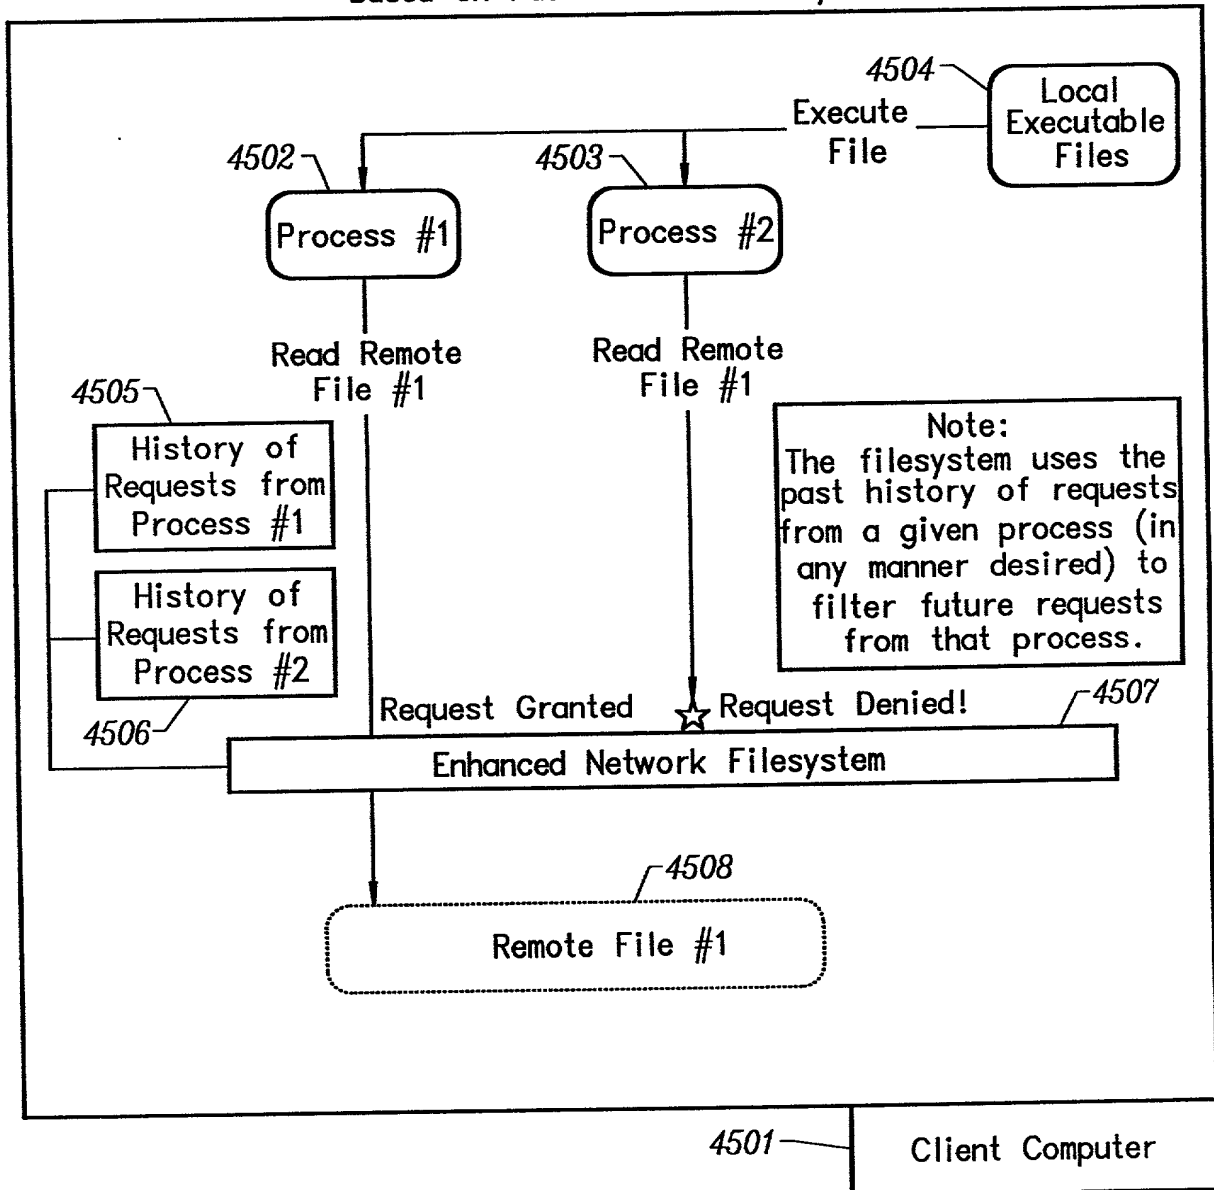 4504
Local
Executable
Files
Execute
File
4502
4503
Process #1
Process #2
Read Remote
File #1
Read Remote
File #1
4505
History of
Requests from
Process #1
History of
Requests from
Process #2
4506
Note:
The filesystem uses the
past history of requests
from a given process (in
any manner desired) to
filter future requests
from that process.
Request Granted
Request Denied!
4507
Enhanced Network Filesystem
4508
Remote File #1
4501
Client Computer